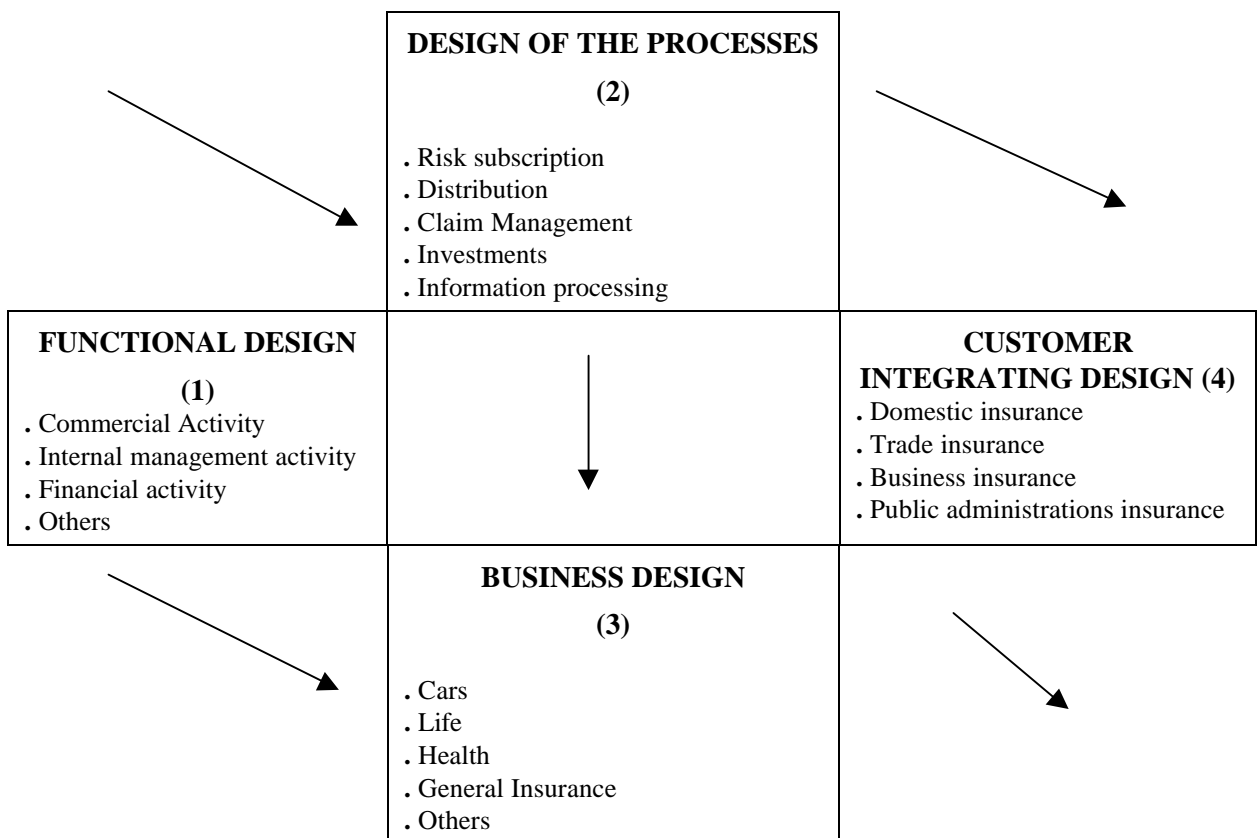 DESIGN OF THE PROCESSES
(2)
. Risk subscription
. Distribution
. Claim Management
. Investments
. Information processing
FUNCTIONAL DESIGN
(1)
. Commercial Activity
. Internal management activity
. Financial activity
. Others
CUSTOMER
INTEGRATING DESIGN (4)
. Domestic insurance
. Trade insurance
. Business insurance
. Public administrations insurance
BUSINESS DESIGN
(3)
. Cars
. Life
. Health
. General Insurance
. Others